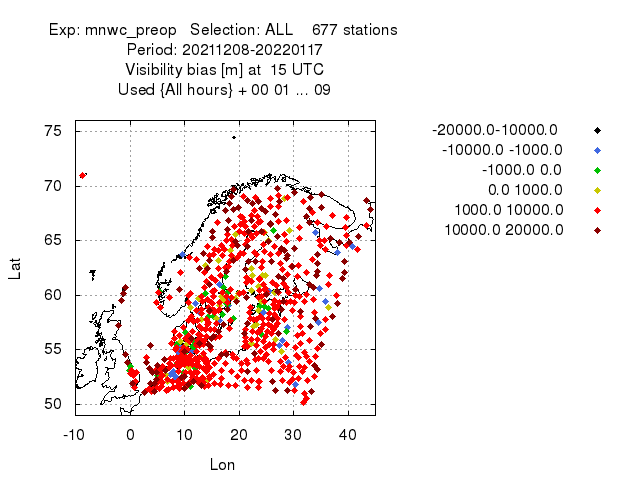 Exp: mnwc_preop   Selection: ALL    677 stations
Period: 20211208-20220117
Visibility bias [m] at  15 UTC
Used {All hours} + 00 01 ... 09
-20000.0-10000.0
-10000.0 -1000.0
-1000.0 0.0
0.0 1000.0
1000.0 10000.0
10000.0 20000.0
75
70
65
60
55
50
Lat
-10 0 10 20 30 40
Lon